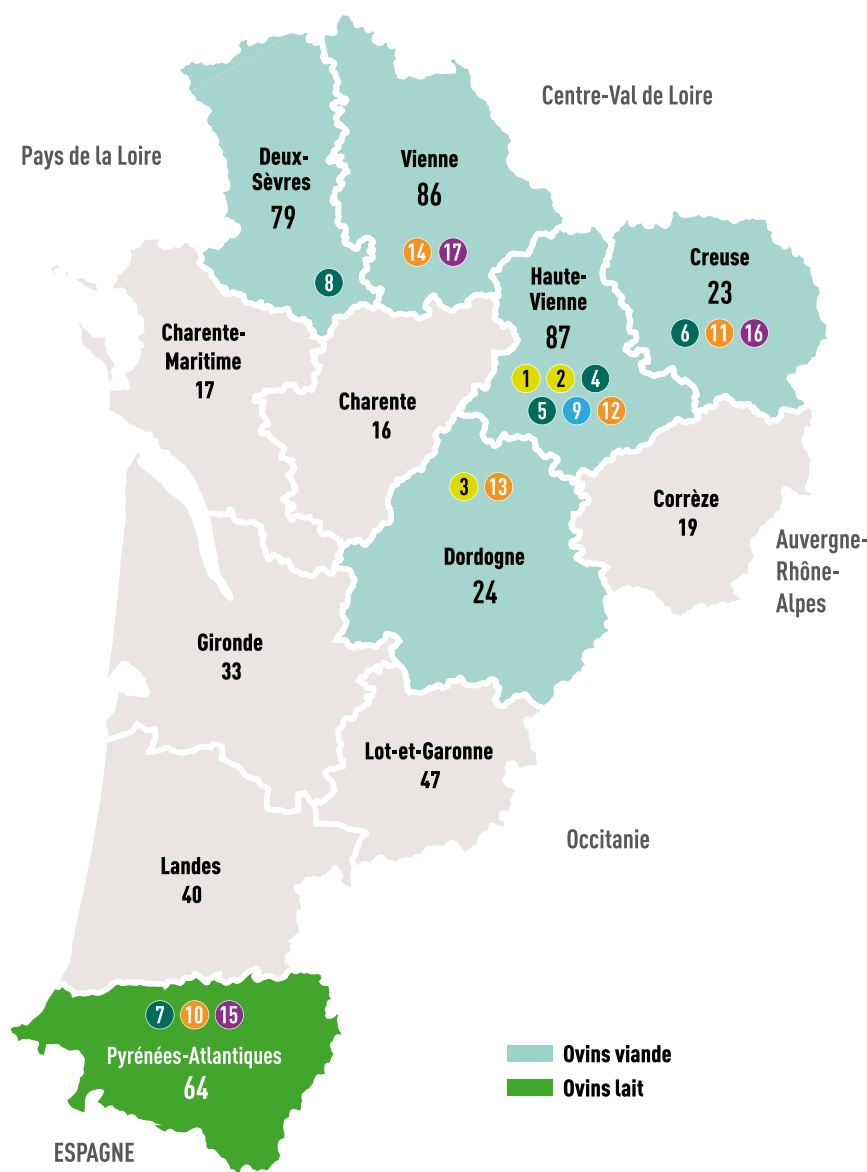 Centre-Val de Loire
Pays de la Loire
Deux-
Sèvres
79
Vienne
86
14 17
8
Haute-
Vienne
87
1 2 4
5 9 12
Creuse
23
6 11 16
Charente-
Maritime
17
Charente
16
3 13
Dordogne
24
Corrèze
19
Auvergne-
Rhône-
Alpes
Gironde
33
Lot-et-Garonne
47
Occitanie
Landes
40
7 10 15
Pyrénées-Atlantiques
64
ESPAGNE
Ovins viande
Ovins lait